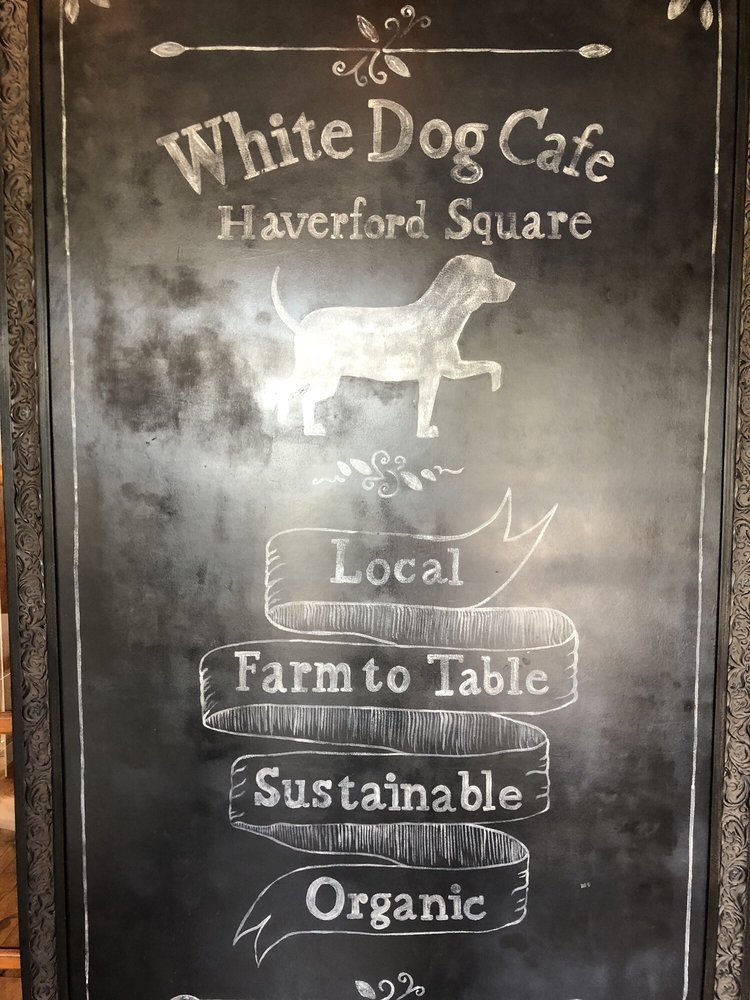 White Dog Cafe
Haverford Square
Local
Farm to Table
Sustainable
Organic